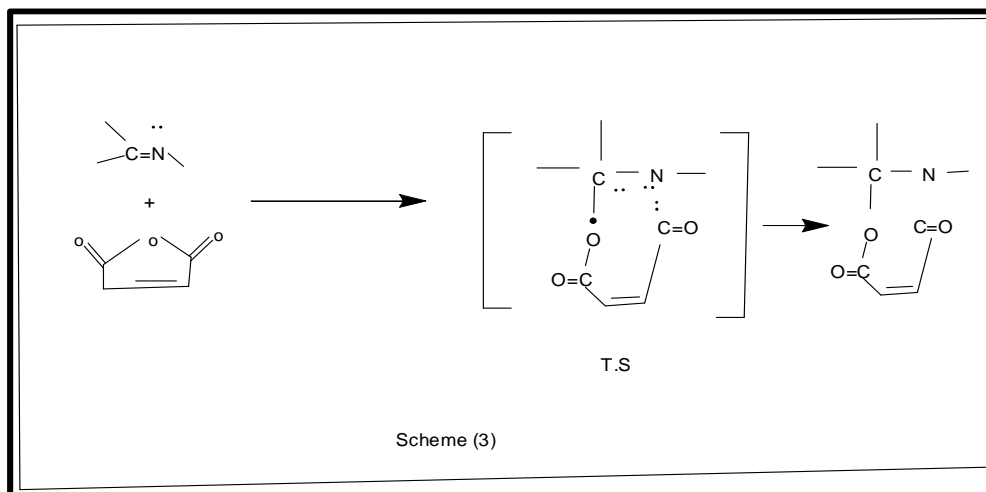 C=N
+
o o o
C N
O C=O
O=C
C N
O C=O
O=C
T.S
Scheme (3)